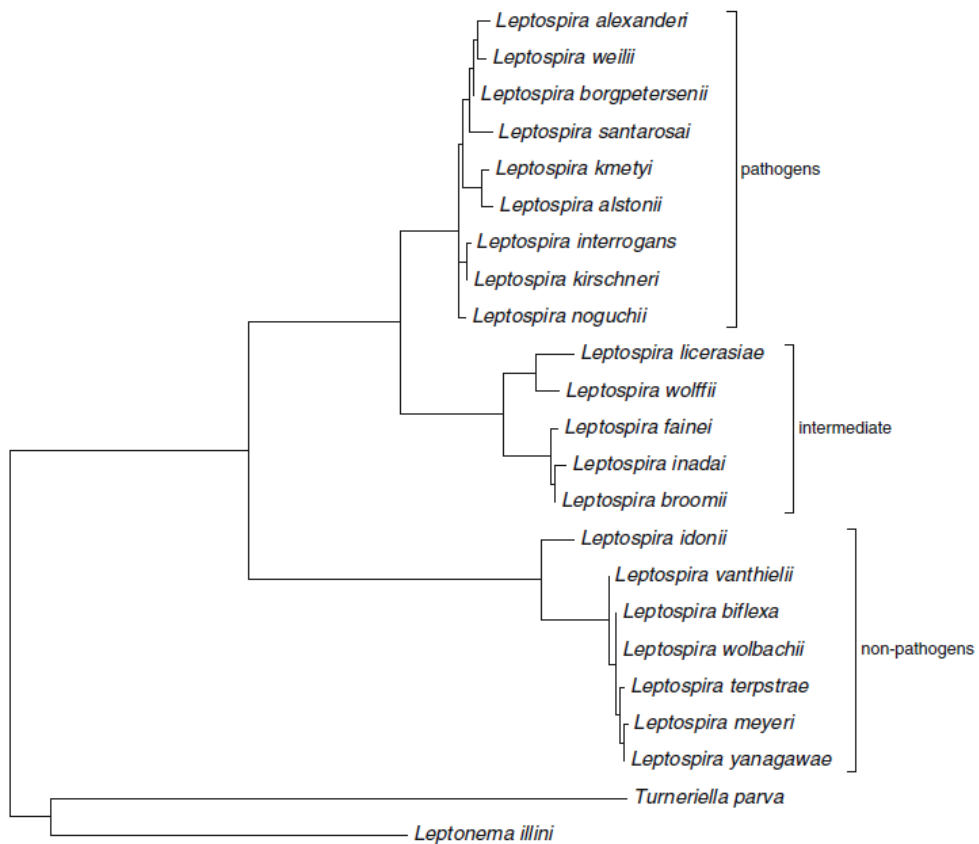 Leptospira alexanderi
Leptospira weilii
Leptospira borgpetersenii
Leptospira santarosai
Leptospira kmetyi
pathogens
Leptospira alstonii
Leptospira interrogans
Leptospira kirschneri
Leptospira noguchii
Leptospira licerasiae
Leptospira wolffii
Leptospira fainei
intermediate
Leptospira inadai
Leptospira broomii
Leptospira idonii
Leptospira vanthielii
Leptospira biflexa
Leptospira wolbachii
non-pathogens
Leptospira terpstrae
Leptospira meyeri
Leptospira yanagawae
Turneriella parva
Leptonema illini